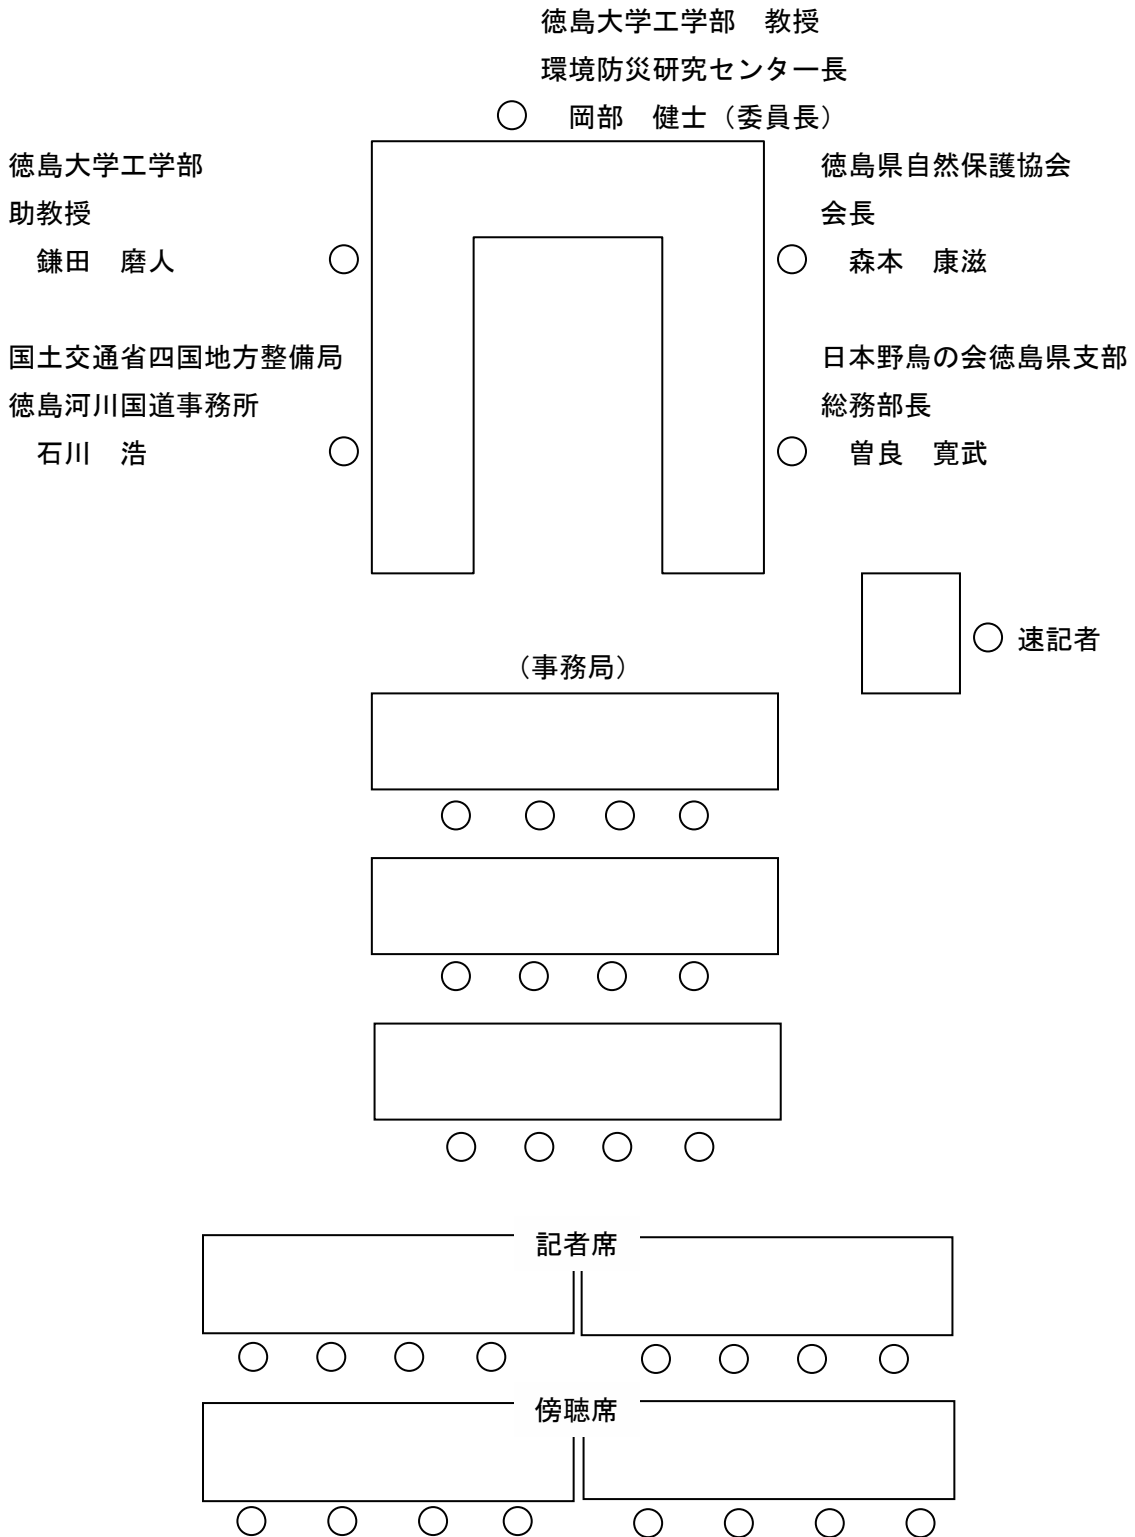 徳島大学工学部　教授
環境防災研究センター長
岡部　健士（委員長）
徳島大学工学部
助教授
鎌田　磨人
徳島県自然保護協会
会長
森本　康滋
国土交通省四国地方整備局
徳島河川国道事務所
石川　浩
日本野鳥の会徳島県支部
総務部長
曽良　寛武
速記者
（事務局）
記者席
傍聴席